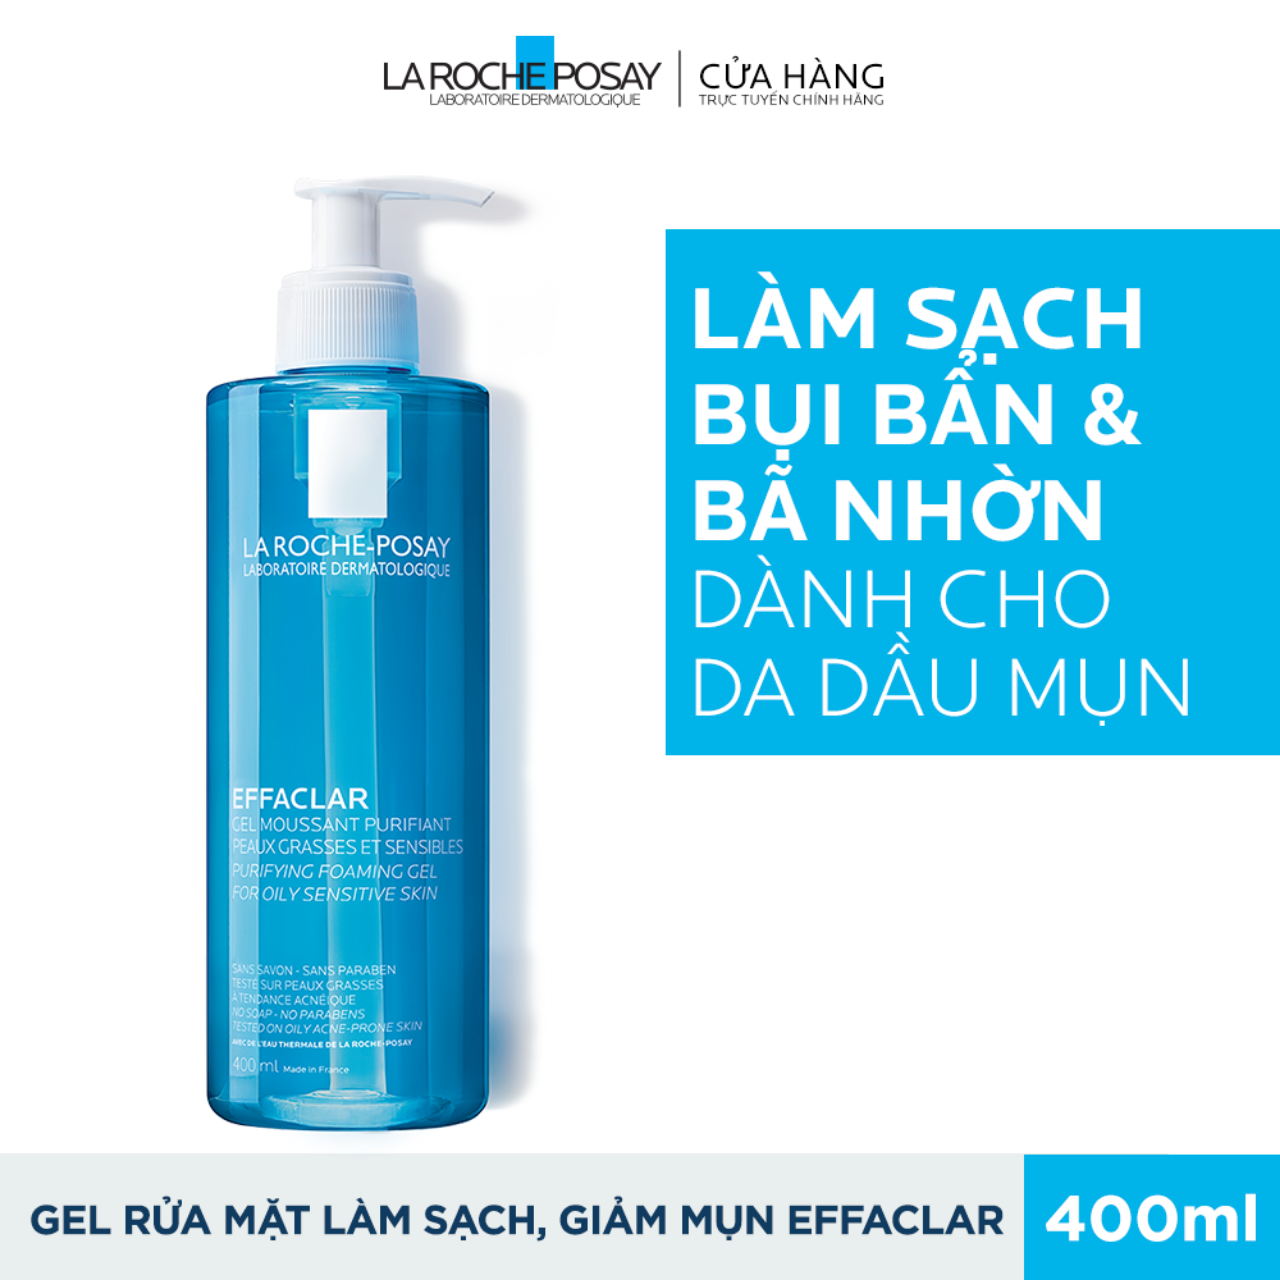 LA ROCHE POSAY
LABORATOIRE DERMATOLOGIQUE
CỬA HÀNG
TRỰC TUYẾN CHÍNH HÃNG
LÀM SẠCH
BỤI BẨN &
BÃ NHỜN
DÀNH CHO
DA DẦU MỤN
LA ROCHE-POSAY
LABORATOIRE DERMATOLOGIQUE
EFFACLAR
GEL MOUSSANT PURIFIANT
PEAUX GRASSES ET SENSIBLES
PURIFYING FOAMING GEL
FOR OILY SENSITIVE SKIN
SANS SAVON - SANS PARABEN
TESTÉ SUR PEAUX GRASSES
À TENDANCE ACNÉIQUE
NO SOAP - NO PARABENS
TESTED ON OILY ACNE-PRONE SKIN
AVEC DE L'EAU THERMALE DE LA ROCHE-POSAY
400 ml Made in France
GEL RỬA MẶT LÀM SẠCH, GIẢM MỤN EFFACLAR
400ml